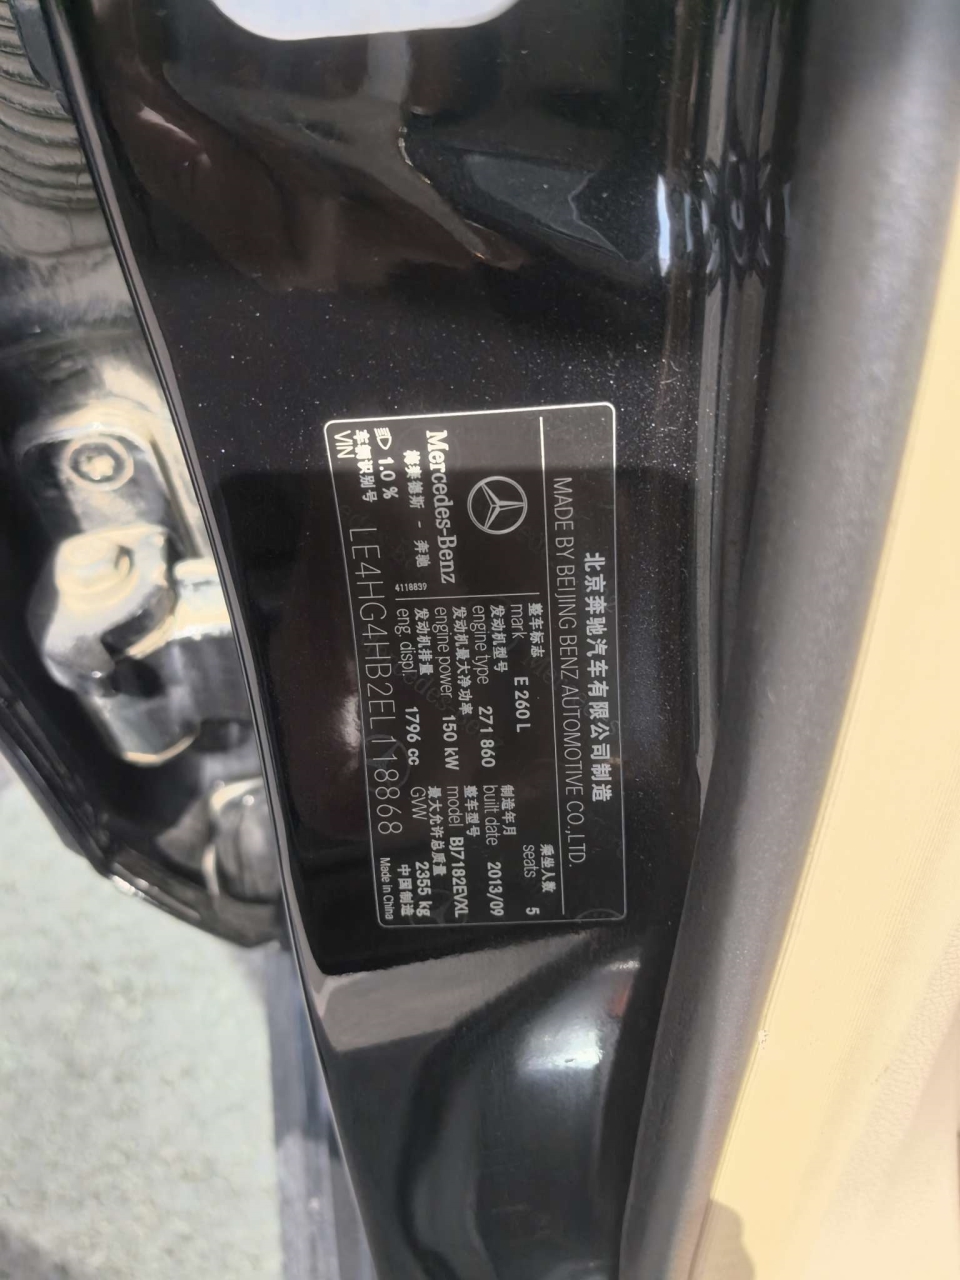 北京奔驰汽车有限公司制造
MADE BY BEIJING BENZ AUTOMOTIVE CO.,LTD.
乘坐人数
seats 5
整车标志
mark E 260 L
制造年月
built date 2013/09
发动机型号
engine type 271 860
整车型号
model BJ7182EVXL
发动机最大净功率
engine power 150 kW
最大允许总质量
GVW 2355 kg
发动机排量
eng. displ. 1796 cc
Mercedes-Benz
梅赛德斯 - 奔驰
4118839
1.0 %
车辆识别号
VIN LE4HG4HB2EL118868
中国制造
Made in China